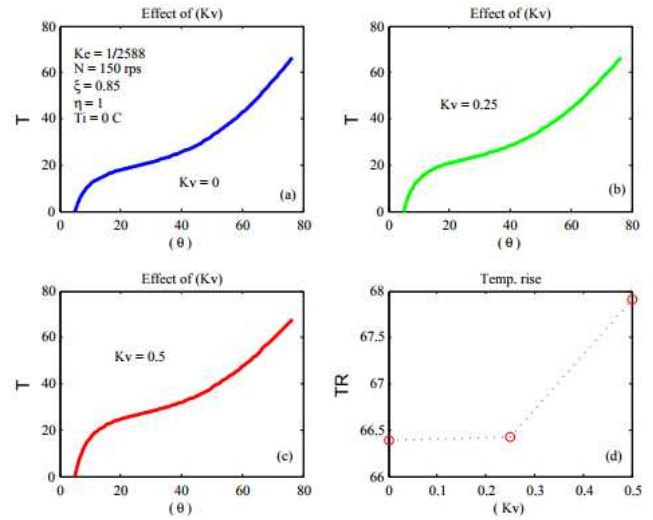 Effect of (Kv)
80
60
40
20
0
T
Ke = 1/2588
N = 150 rps
ξ = 0.85
η = 1
Ti = 0 C
Kv = 0
(a)
0 20 40 60 80
( θ )
Effect of (Kv)
80
60
40
20
0
T
Kv = 0.25
(b)
0 20 40 60 80
( θ )
Effect of (Kv)
80
60
40
20
0
T
Kv = 0.5
(c)
0 20 40 60 80
( θ )
Temp. rise
68
67.5
67
66.5
66
TR
(d)
0 0.1 0.2 0.3 0.4 0.5
( Kv)